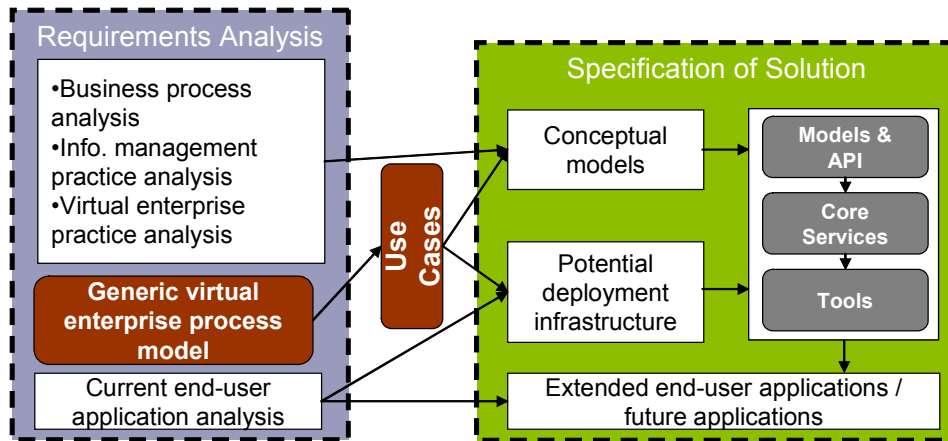 Requirements Analysis
•Business process
analysis
•Info. management
practice analysis
•Virtual enterprise
practice analysis
Generic virtual
enterprise process
model
Current end-user
application analysis
Use
Cases
Specification of Solution
Conceptual
models
Potential
deployment
infrastructure
Models &
API
Core
Services
Tools
Extended end-user applications /
future applications